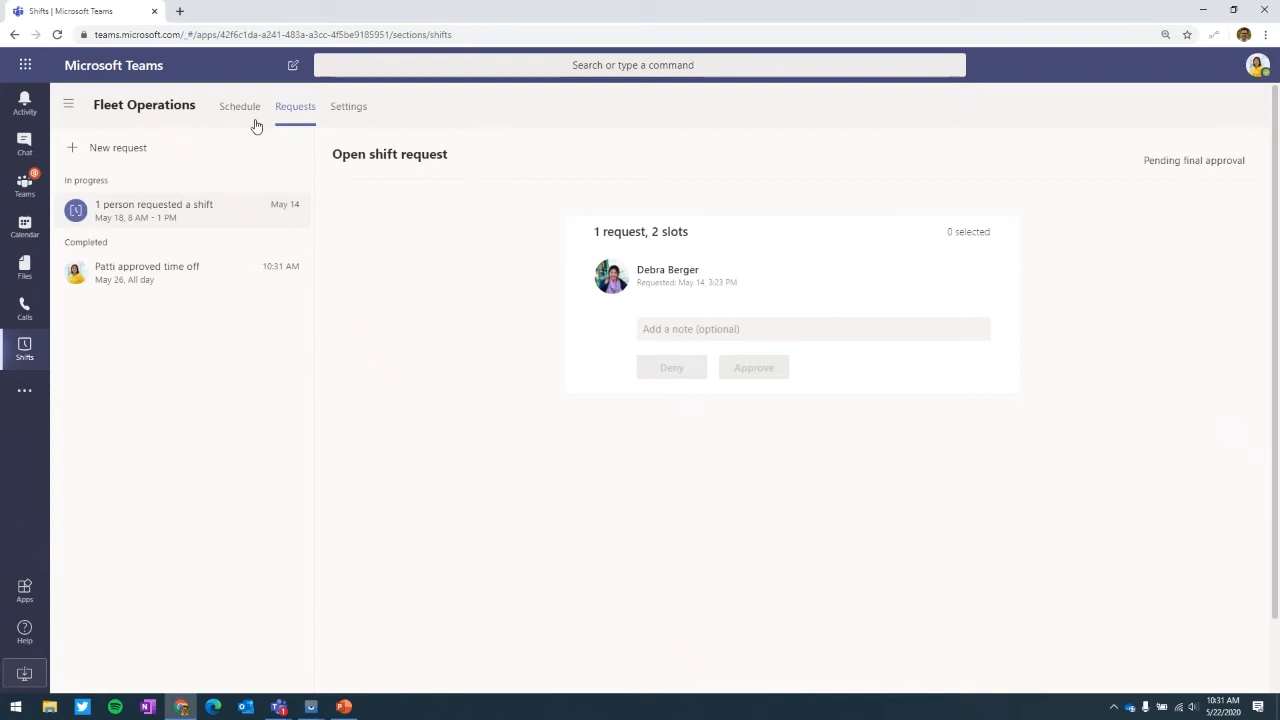 Shifts | Microsoft Teams
teams.microsoft.com/_#/apps/42f6c1da-a241-483a-a3cc-4f5be9185951/sections/shifts
Microsoft Teams
Search or type a command
Fleet Operations
Schedule
Requests
Settings
Activity
Chat
Teams
Calendar
Files
Calls
Shifts
Apps
Help
New request
In progress
1 person requested a shift
May 14
May 18, 8 AM - 1 PM
Completed
Patti approved time off
10:31 AM
May 26, All day
Open shift request
Pending final approval
1 request, 2 slots
0 selected
Debra Berger
Requested: May 14, 3:23 PM
Add a note (optional)
Deny
Approve
10:31 AM
5/22/2020